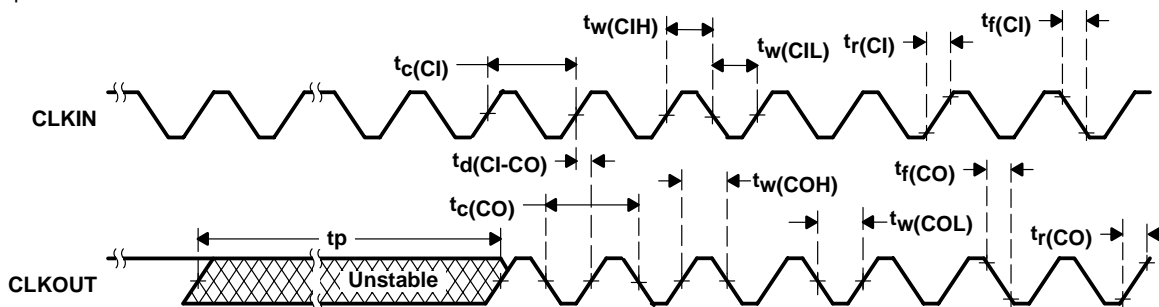 tw(CIH)
tw(CIL)
tr(CI)
tf(CI)
tc(CI)
CLKIN
td(CI-CO)
tc(CO)
tw(COH)
tw(COL)
tf(CO)
tr(CO)
tp
CLKOUT
Unstable